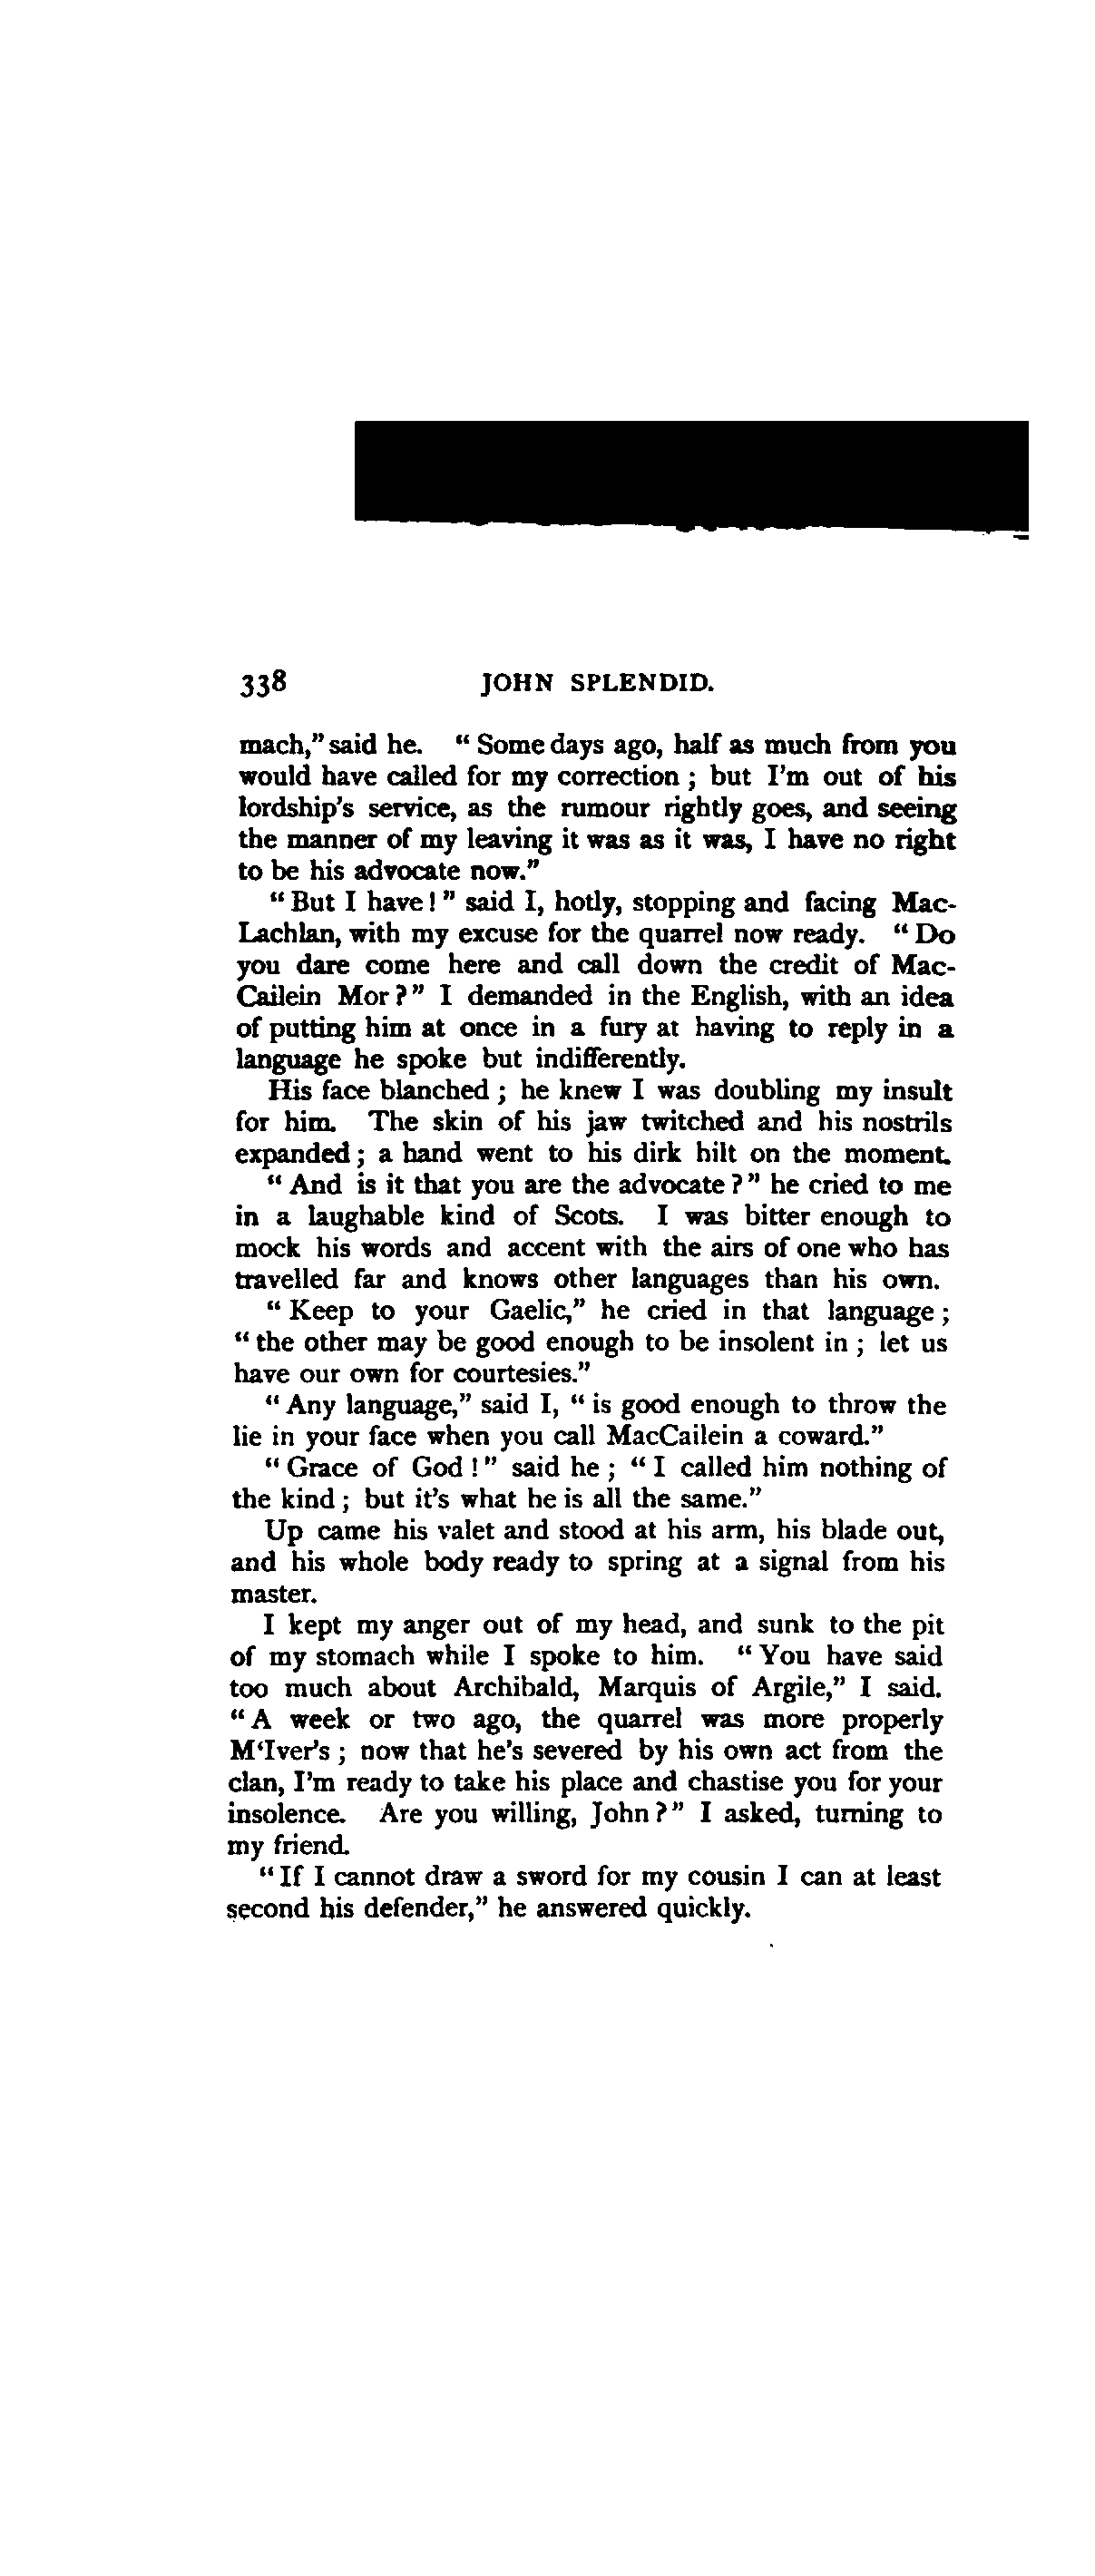 338 JOHN SPLENDID.
mach," said he. "Some days ago, half as much from you
would have called for my correction; but I'm out of his
lordship's service, as the rumour rightly goes, and seeing
the manner of my leaving it was as it was, I have no right
to be his advocate now."
"But I have!" said I, hotly, stopping and facing Mac-
Lachlan, with my excuse for the quarrel now ready. "Do
you dare come here and call down the credit of Mac-
Cailein Mor?" I demanded in the English, with an idea
of putting him at once in a fury at having to reply in a
language he spoke but indifferently.
His face blanched; he knew I was doubling my insult
for him. The skin of his jaw twitched and his nostrils
expanded; a hand went to his dirk hilt on the moment.
"And is it that you are the advocate?" he cried to me
in a laughable kind of Scots. I was bitter enough to
mock his words and accent with the airs of one who has
travelled far and knows other languages than his own.
"Keep to your Gaelic," he cried in that language;
"the other may be good enough to be insolent in; let us
have our own for courtesies."
"Any language," said I, "is good enough to throw the
lie in your face when you call MacCailein a coward."
"Grace of God!" said he; "I called him nothing of
the kind; but it's what he is all the same."
Up came his valet and stood at his arm, his blade out,
and his whole body ready to spring at a signal from his
master.
I kept my anger out of my head, and sunk to the pit
of my stomach while I spoke to him. "You have said
too much about Archibald, Marquis of Argile," I said.
"A week or two ago, the quarrel was more properly
M'Iver's; now that he's severed by his own act from the
clan, I'm ready to take his place and chastise you for your
insolence. Are you willing, John?" I asked, turning to
my friend.
"If I cannot draw a sword for my cousin I can at least
second his defender," he answered quickly.